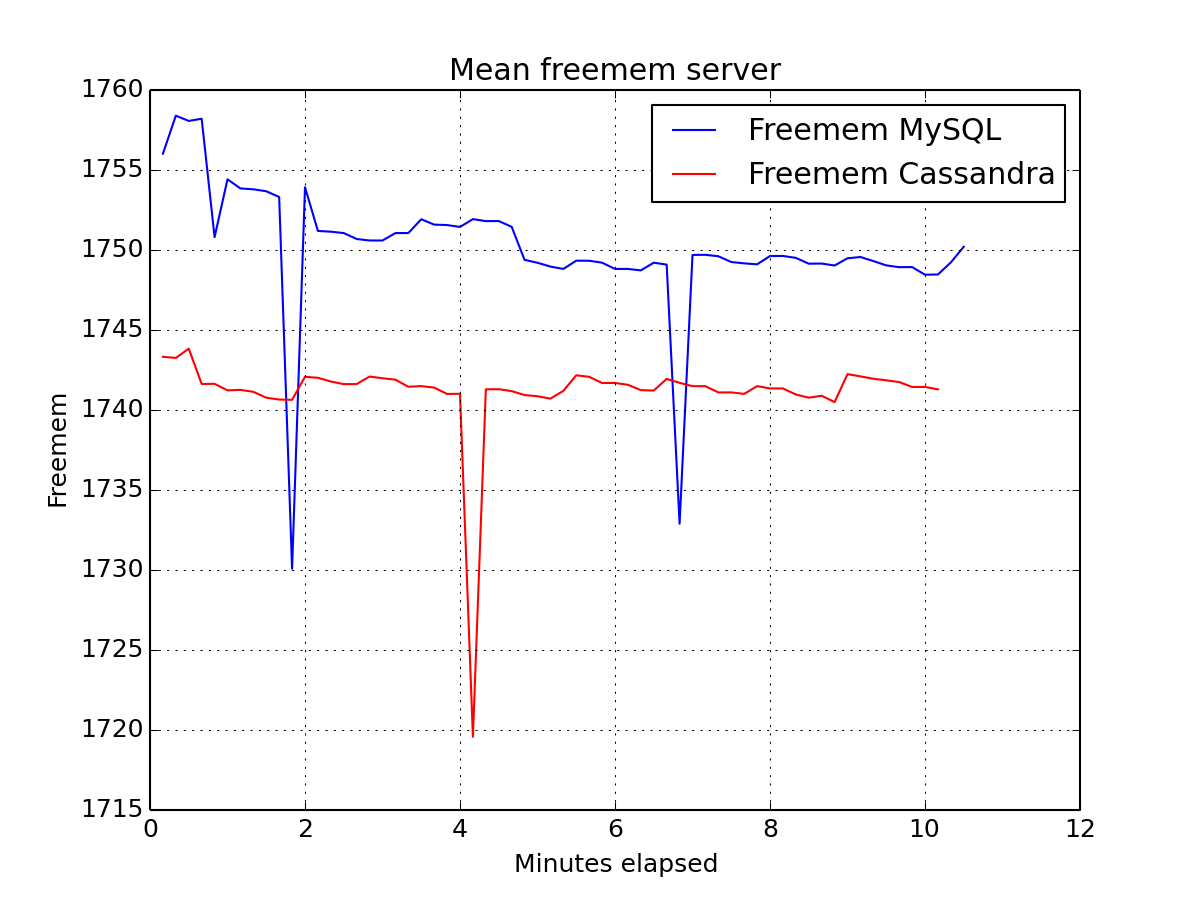 Mean freemem server
Freemem MySQL
Freemem Cassandra
1760
1755
1750
1745
1740
1735
1730
1725
1720
1715
Freemem
0 2 4 6 8 10 12
Minutes elapsed